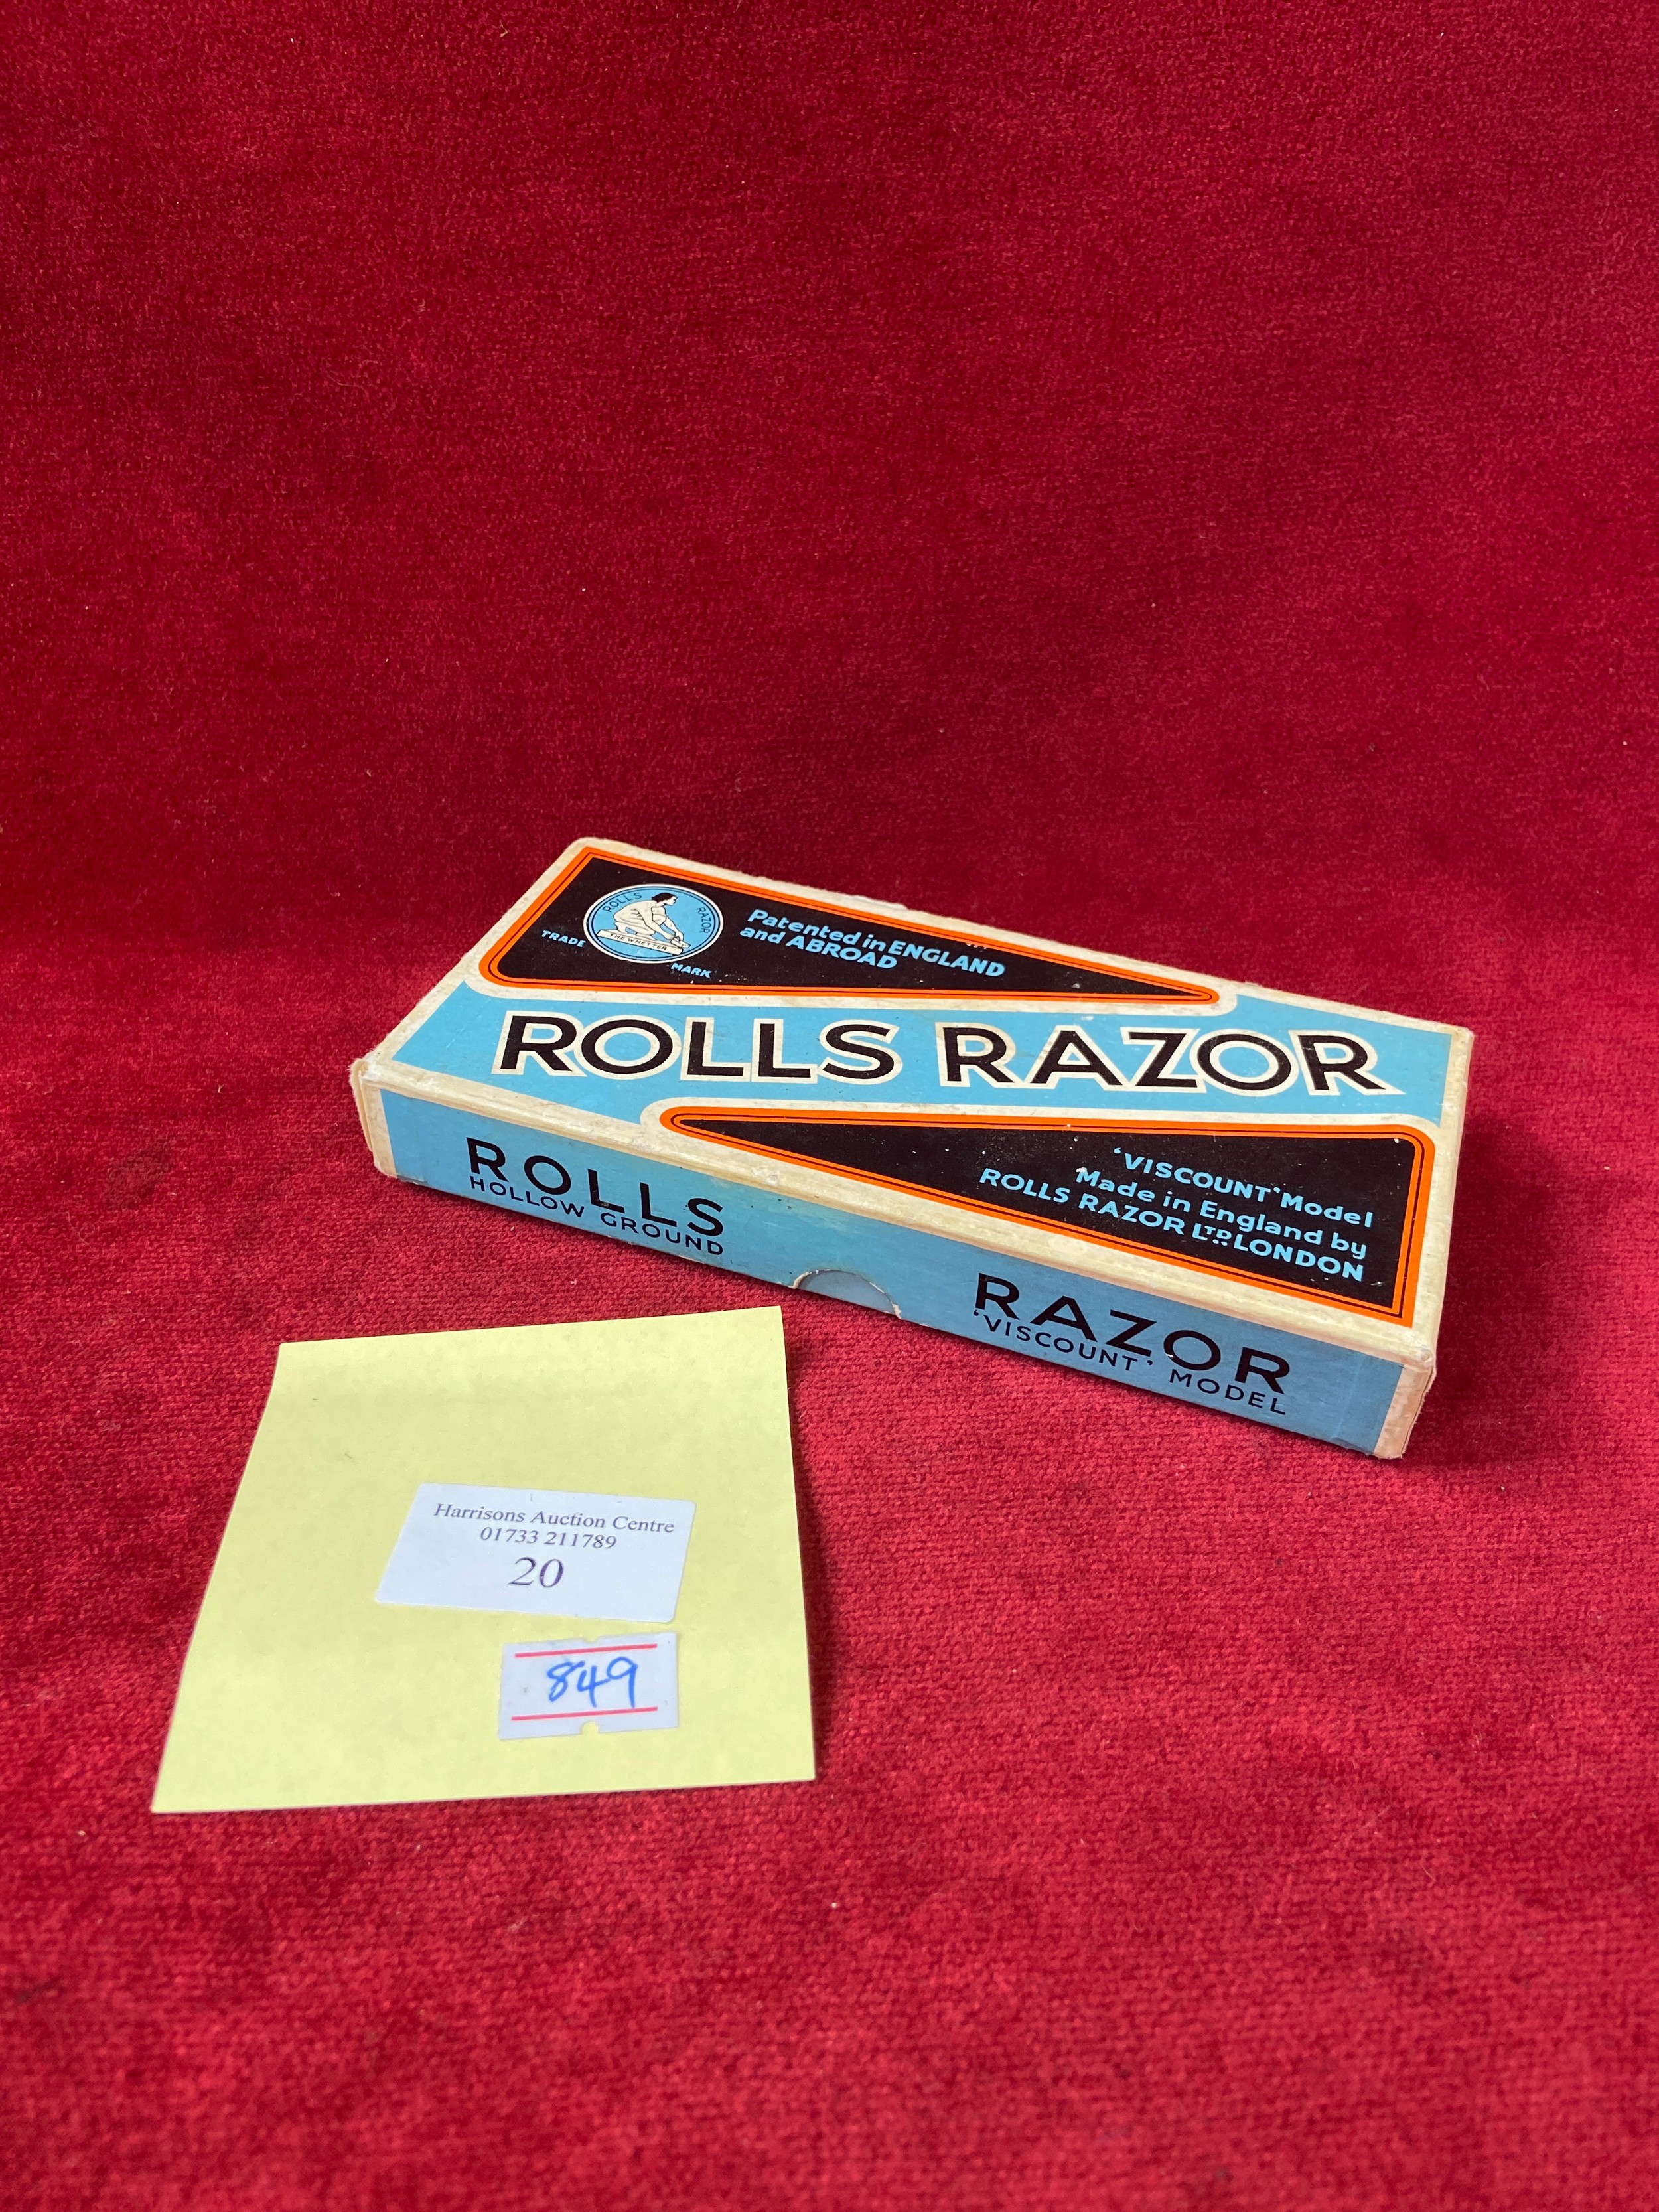 ROLLS RAZOR
THE WHETTER
TRADE MARK
Patented in ENGLAND
and ABROAD
ROLLS RAZOR
'VISCOUNT' Model
Made in England by
ROLLS RAZOR LTD LONDON
ROLLS
HOLLOW GROUND
RAZOR
'VISCOUNT' MODEL
Harrisons Auction Centre
01733 211789
20
849